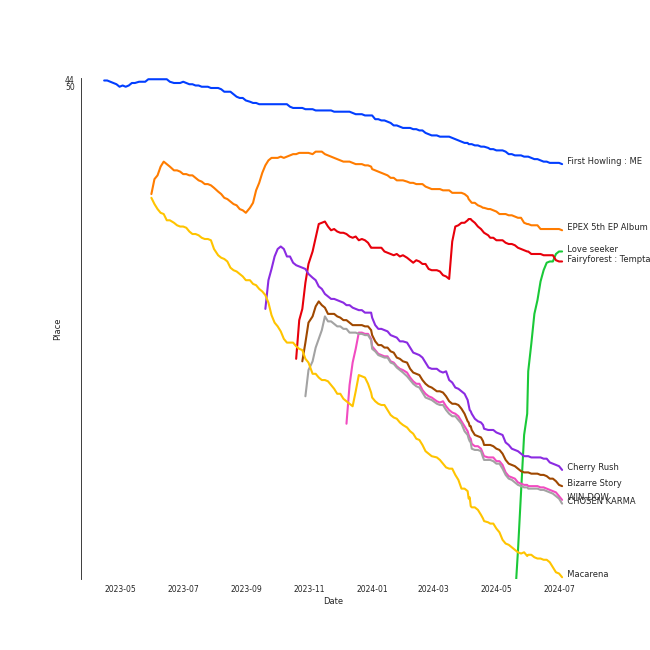 44
50
First Howling : ME
EPEX 5th EP Album
Love seeker
Fairyforest : Tempta
Place
Cherry Rush
Bizarre Story
WIN:DOW
CHOSEN KARMA
Macarena
2023-05
2023-07
2023-09
2023-11
2024-01
2024-03
2024-05
2024-07
Date